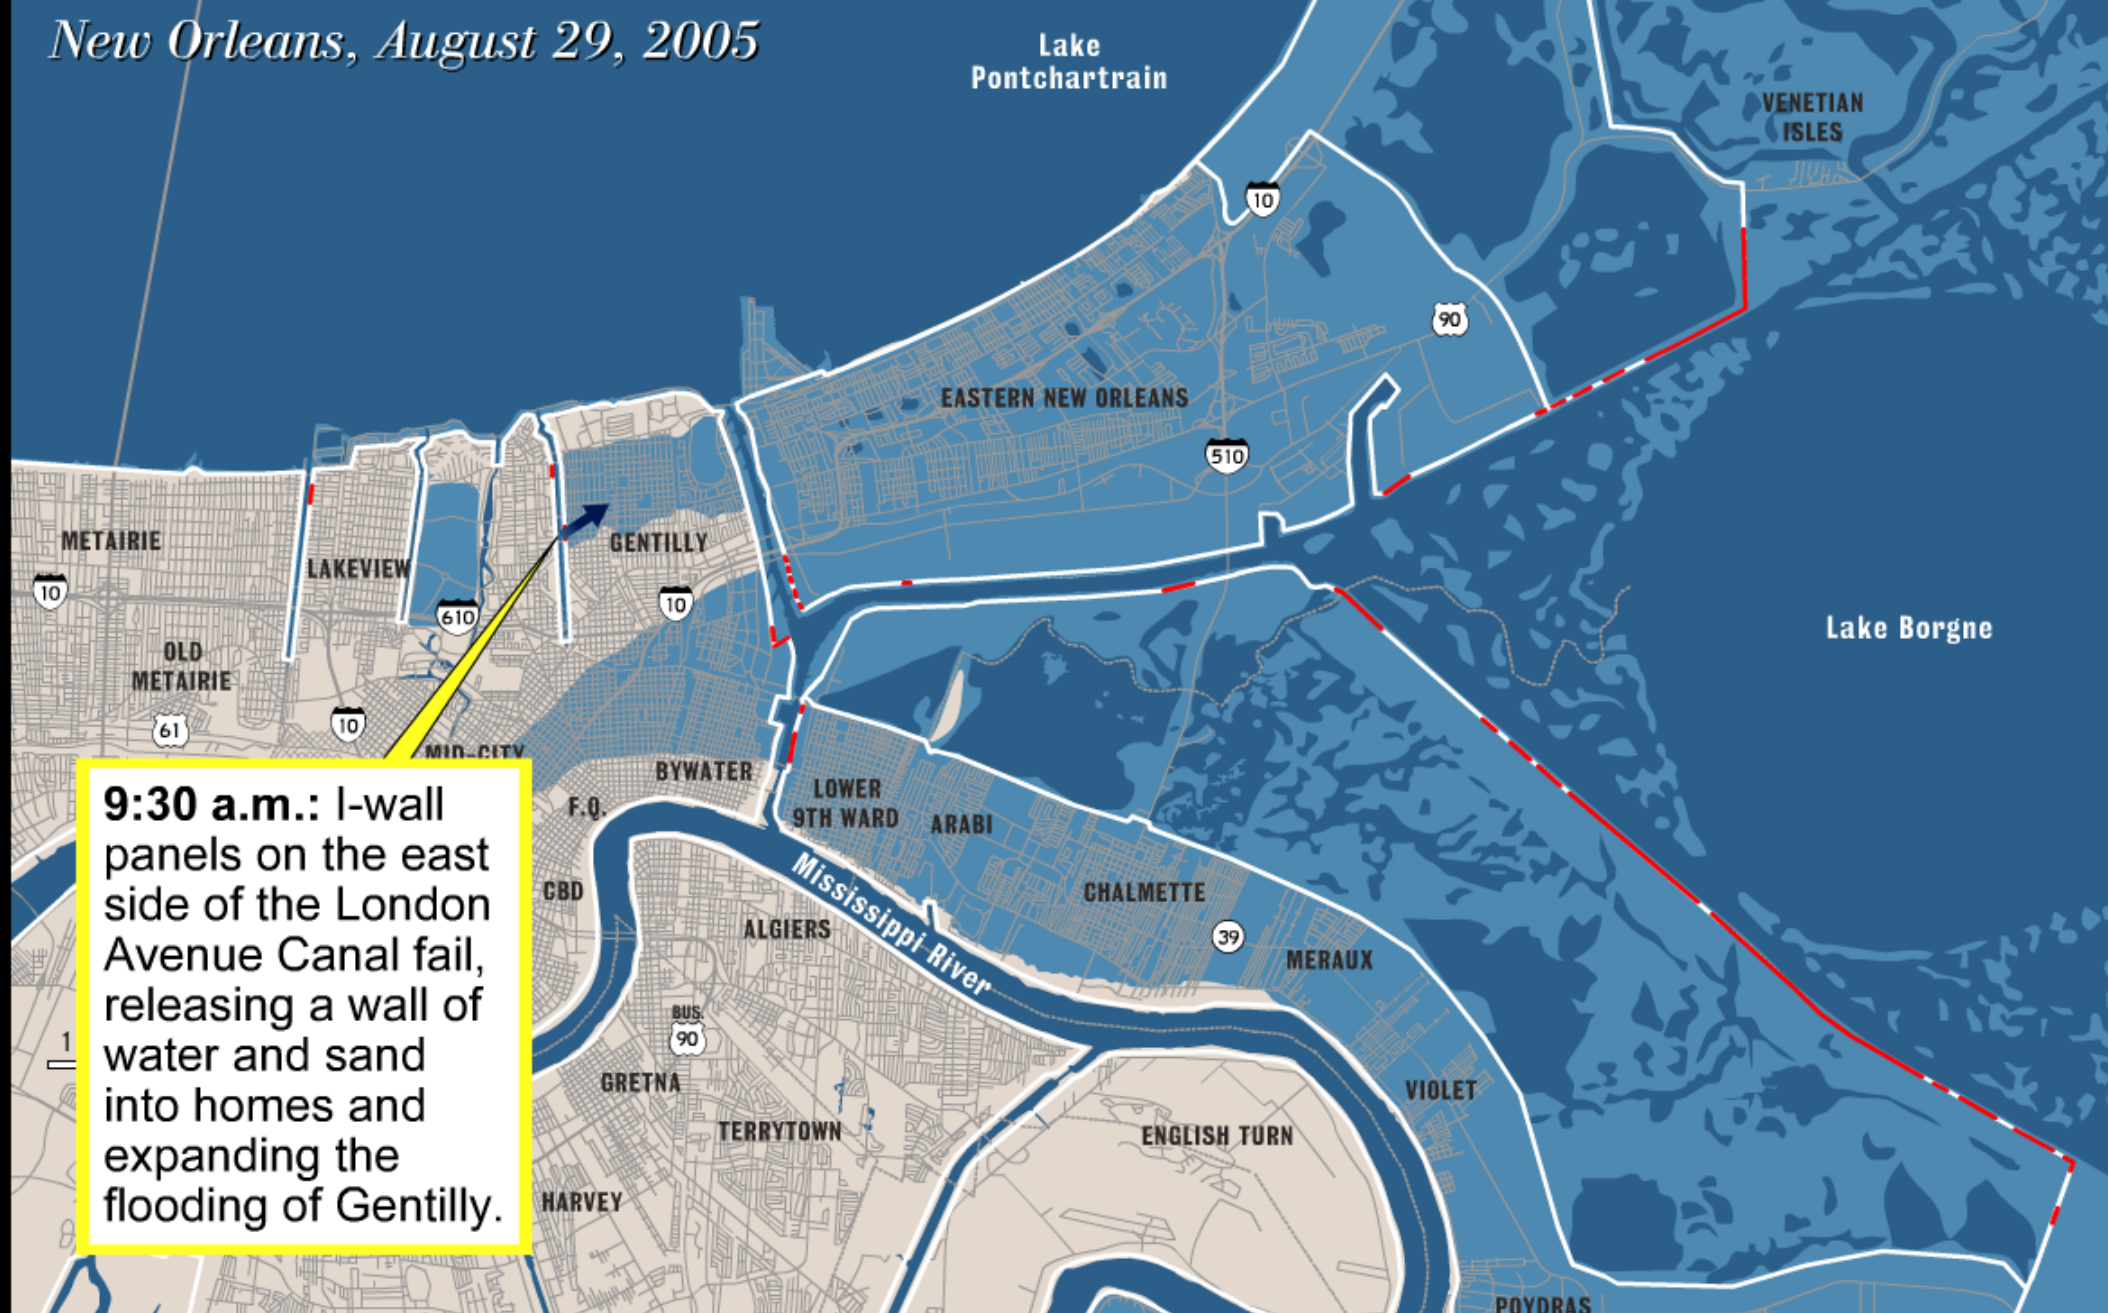 New Orleans, August 29, 2005
Lake
Pontchartrain
VENETIAN
ISLES
10
90
EASTERN NEW ORLEANS
510
METAIRIE
LAKEVIEW
GENTILLY
10
610
10
Lake Borgne
OLD
METAIRIE
61
10
MID-CITY
BYWATER
F.Q.
LOWER
9TH WARD
ARABI
CBD
CHALMETTE
Mississippi River
ALGIERS
39
MERAUX
9:30 a.m.: I-wall
panels on the east
side of the London
Avenue Canal fail,
releasing a wall of
water and sand
into homes and
expanding the
flooding of Gentilly.
1
BUS.
90
GRETNA
VIOLET
TERRYTOWN
ENGLISH TURN
HARVEY
POYDRAS